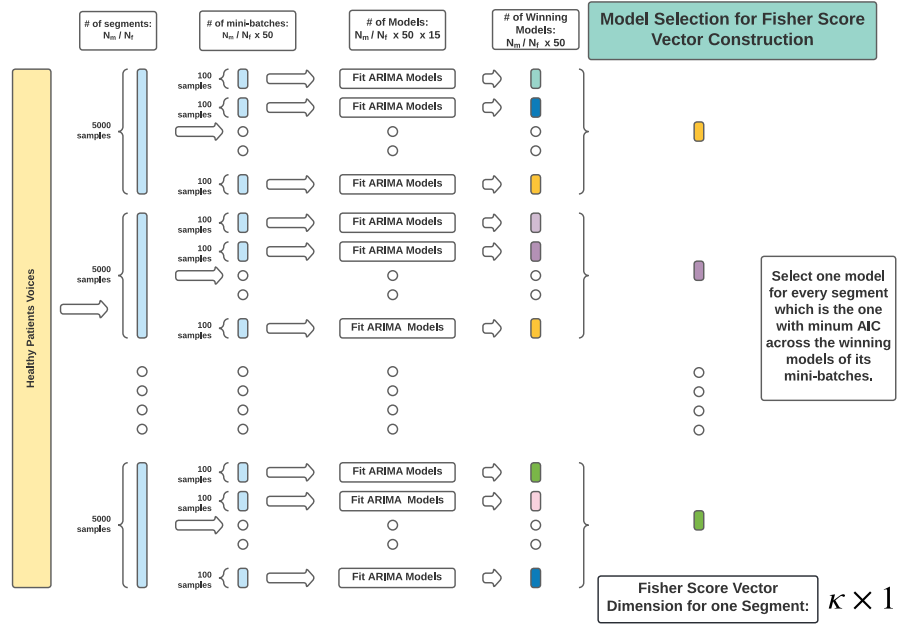 # of segments:
Nm / Nf
# of mini-batches:
Nm / Nf x 50
# of Models:
Nm / Nf x 50 x 15
# of Winning
Models:
Nm / Nf x 50
Model Selection for Fisher Score
Vector Construction
Healthy Patients Voices
5000
samples
100
samples
Fit ARIMA Models
100
samples
Fit ARIMA Models
100
samples
Fit ARIMA Models
5000
samples
100
samples
Fit ARIMA Models
100
samples
Fit ARIMA Models
100
samples
Fit ARIMA Models
Select one model
for every segment
which is the one
with minum AIC
across the winning
models of its
mini-batches.
5000
samples
100
samples
Fit ARIMA Models
100
samples
Fit ARIMA Models
100
samples
Fit ARIMA Models
Fisher Score Vector
Dimension for one Segment:
κ × 1